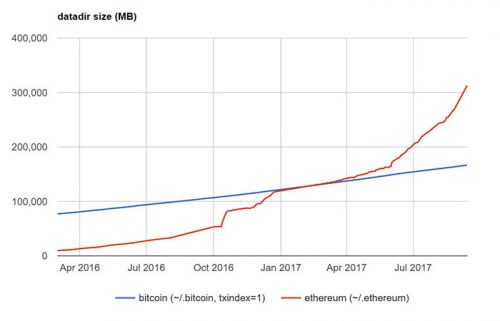 datadir size (MB)
400,000
300,000
200,000
100,000
0
Apr 2016 Jul 2016 Oct 2016 Jan 2017 Apr 2017 Jul 2017
bitcoin (~/.bitcoin, txindex=1) ethereum (~/.ethereum)